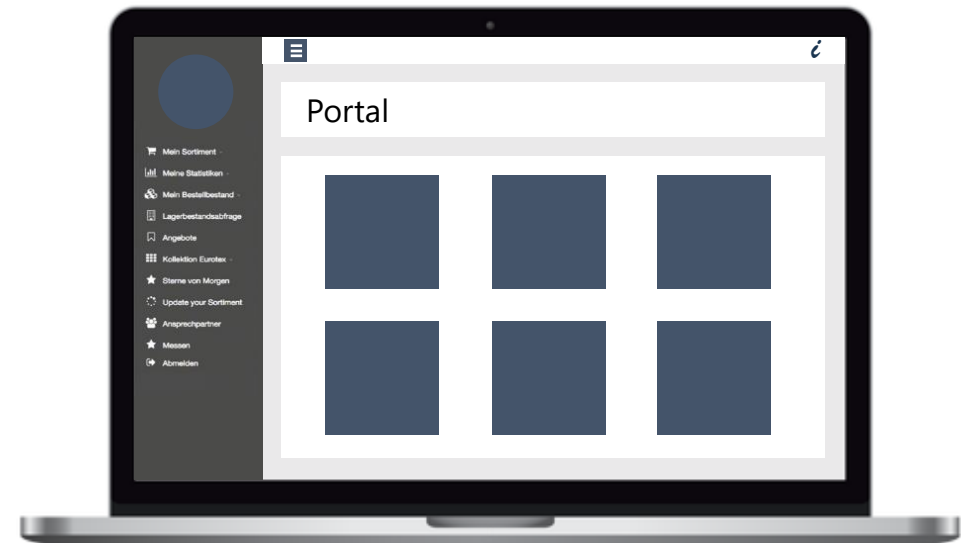 i
Portal
Mein Sortiment
Meine Statistiken
Mein Bestellbestand
Lagerbestandsabfrage
Angebote
Kollektion Eurotex
Sterne von Morgen
Update your Sortiment
Ansprechpartner
Messen
Abmelden